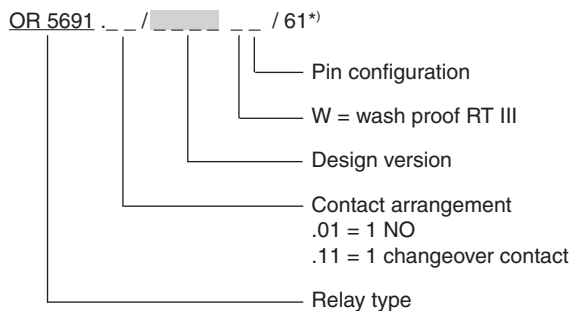 OR 5691 ._ _ / _ _ _ _ _ _ / 61*)
Pin configuration
W = wash proof RT III
Design version
Contact arrangement
.01 = 1 NO
.11 = 1 changeover contact
Relay type